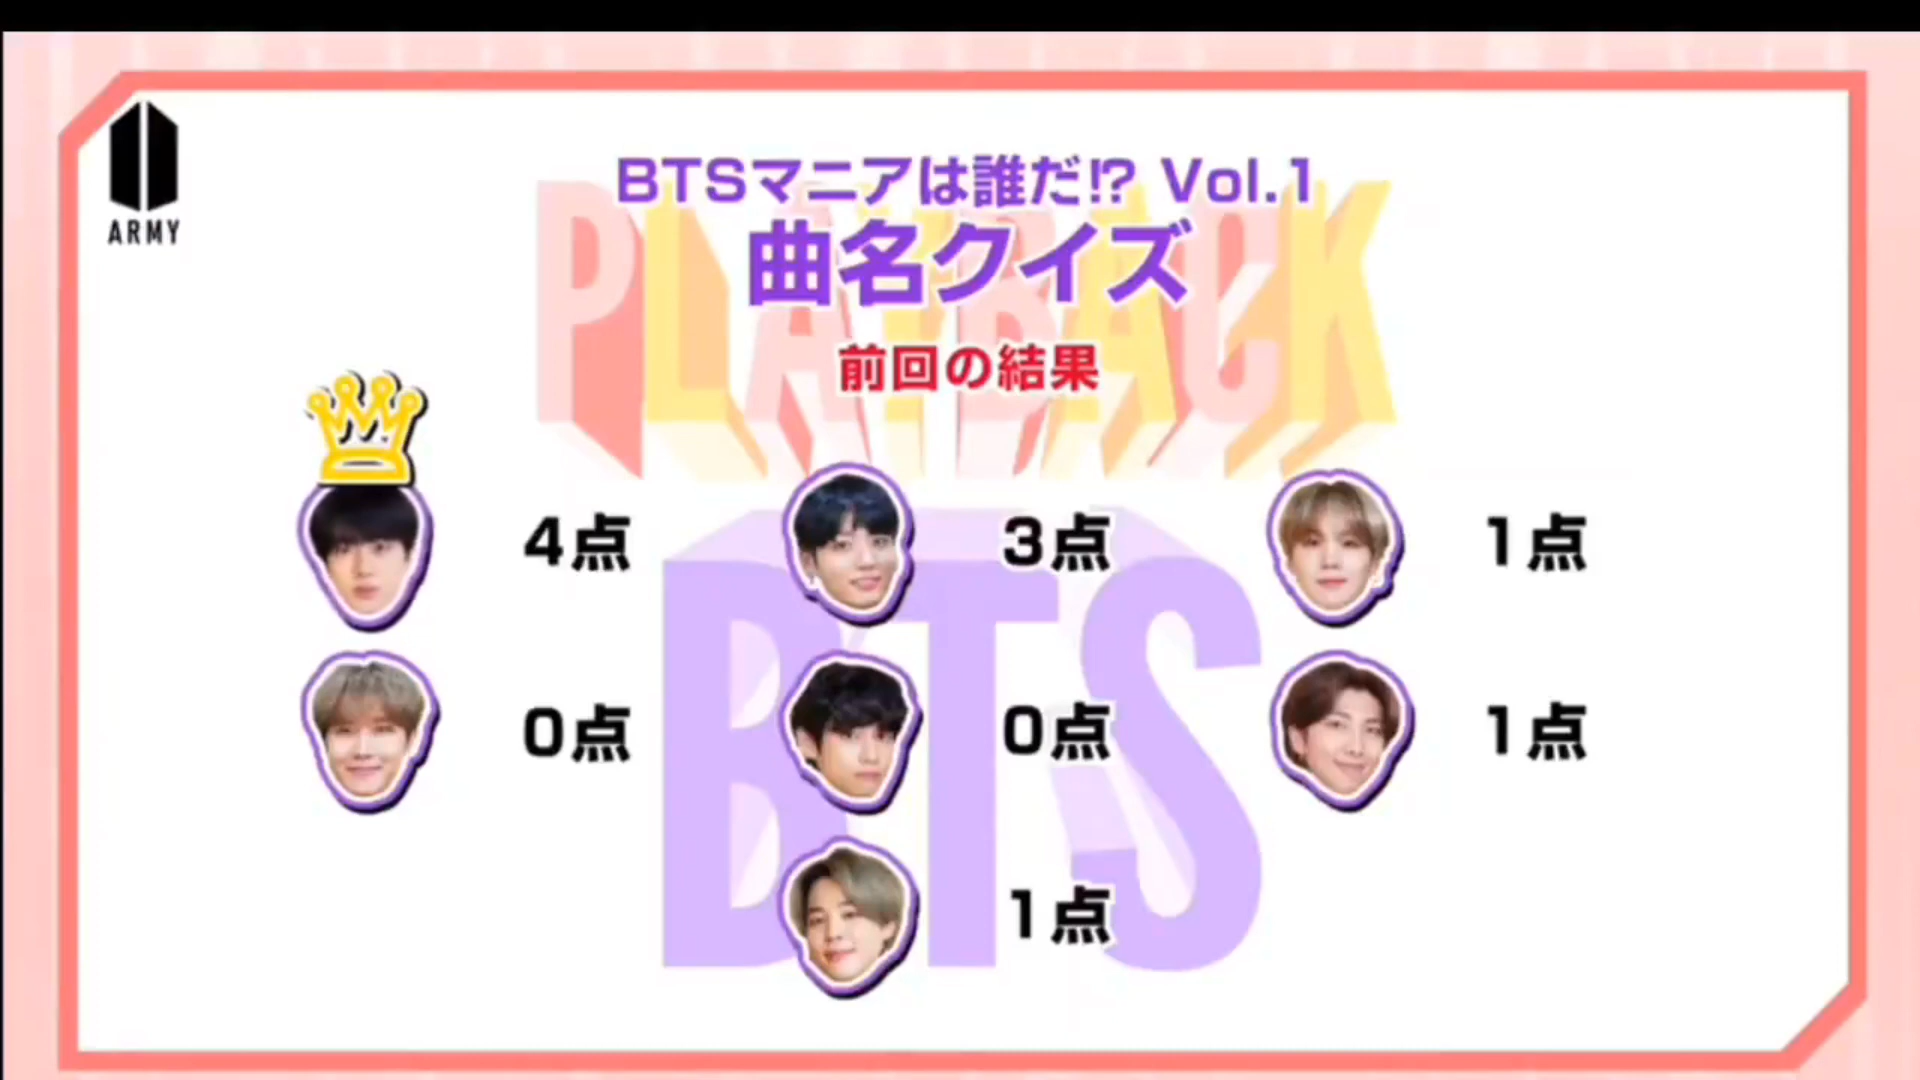 ARMY
BTSマニアは誰だ!? Vol.1
PLAYBACK
曲名クイズ
前回の結果
4点
3点
1点
BTS
0点
0点
1点
1点